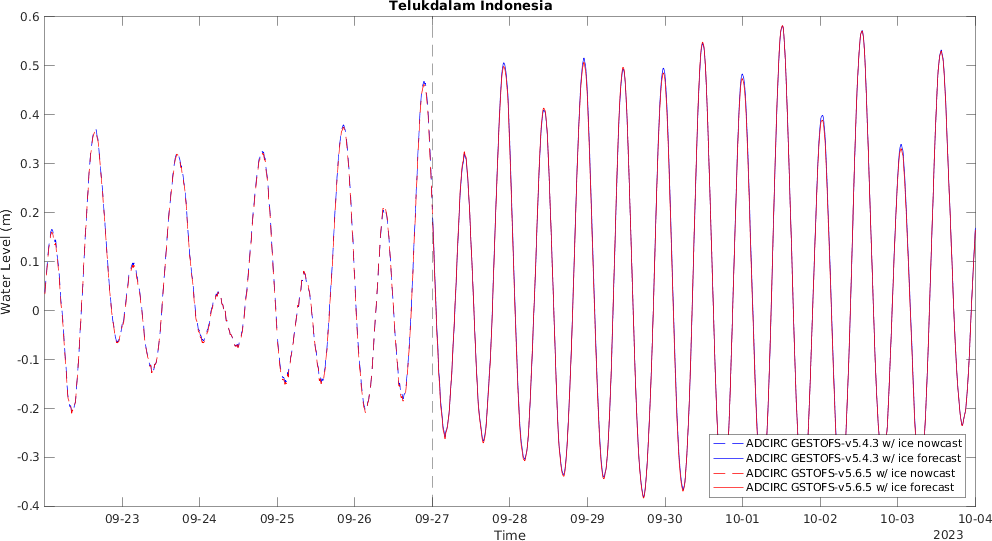 Telukdalam Indonesia
Water Level (m)
0.6
0.5
0.4
0.3
0.2
0.1
0
-0.1
-0.2
-0.3
-0.4
ADCIRC GESTOFS-v5.4.3 w/ ice nowcast
ADCIRC GESTOFS-v5.4.3 w/ ice forecast
ADCIRC GSTOFS-v5.6.5 w/ ice nowcast
ADCIRC GSTOFS-v5.6.5 w/ ice forecast
09-23 09-24 09-25 09-26 09-27 09-28 09-29 09-30 10-01 10-02 10-03 10-04
Time
2023